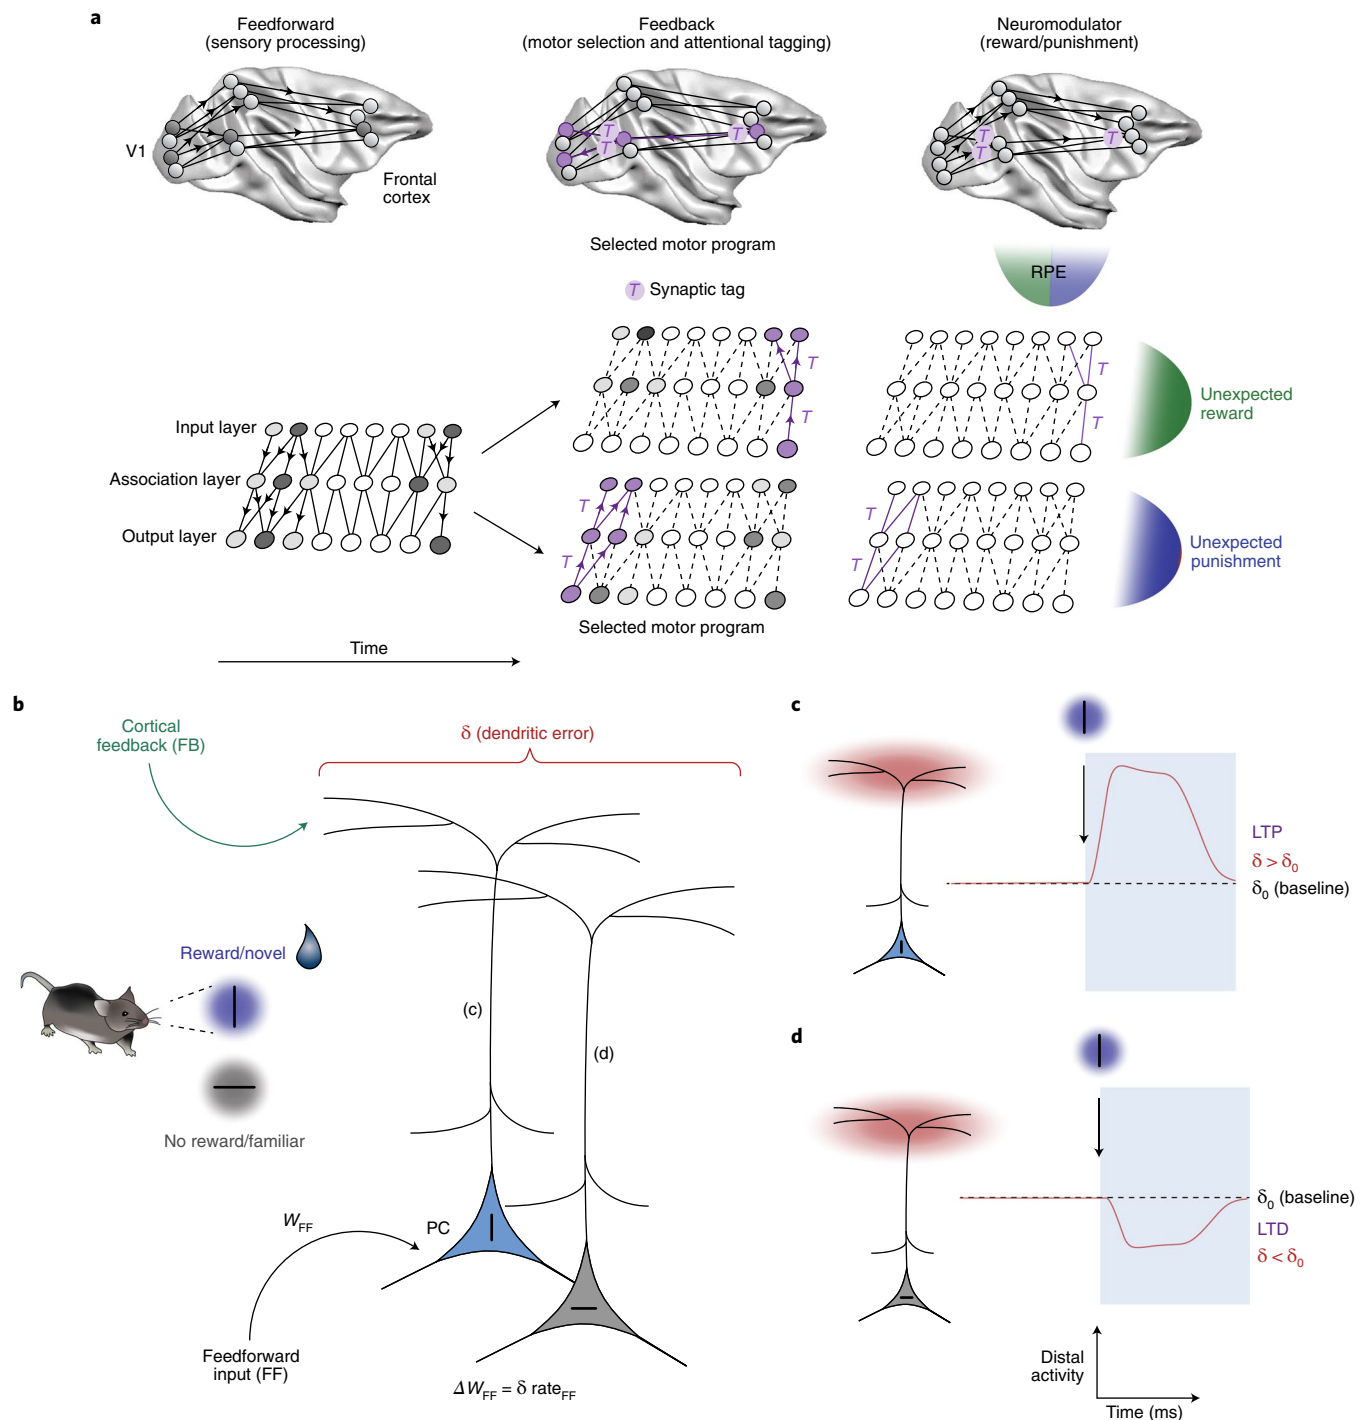 a
Feedforward
(sensory processing)
Feedback
(motor selection and attentional tagging)
Neuromodulator
(reward/punishment)
V1
Frontal
cortex
T
T
T
T
T
T
Selected motor program
RPE
T Synaptic tag
T
T
T
T
Unexpected
reward
Input layer
Association layer
Output layer
T
T
T
T
Unexpected
punishment
Selected motor program
Time
b
Cortical
feedback (FB)
δ (dendritic error)
Reward/novel
No reward/familiar
(c)
(d)
W_FF
PC
Feedforward
input (FF)
ΔW_FF = δ rate_FF
c
LTP
δ > δ₀
δ₀ (baseline)
d
δ₀ (baseline)
LTD
δ < δ₀
Distal
activity
Time (ms)